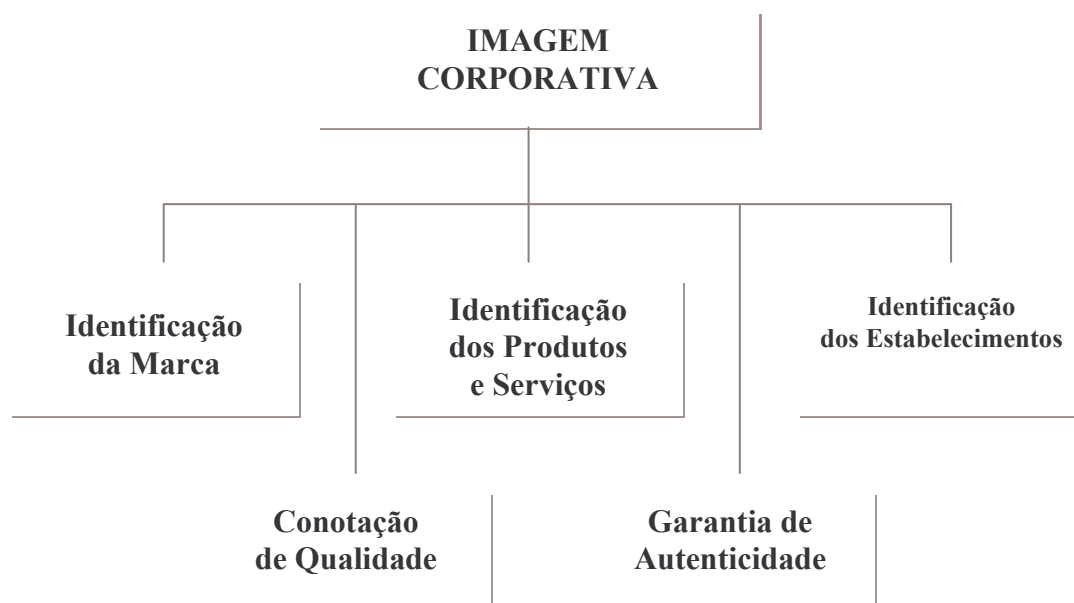 IMAGEM
CORPORATIVA
Identificação
da Marca
Identificação
dos Produtos
e Serviços
Identificação
dos Estabelecimentos
Conotação
de Qualidade
Garantia de
Autenticidade